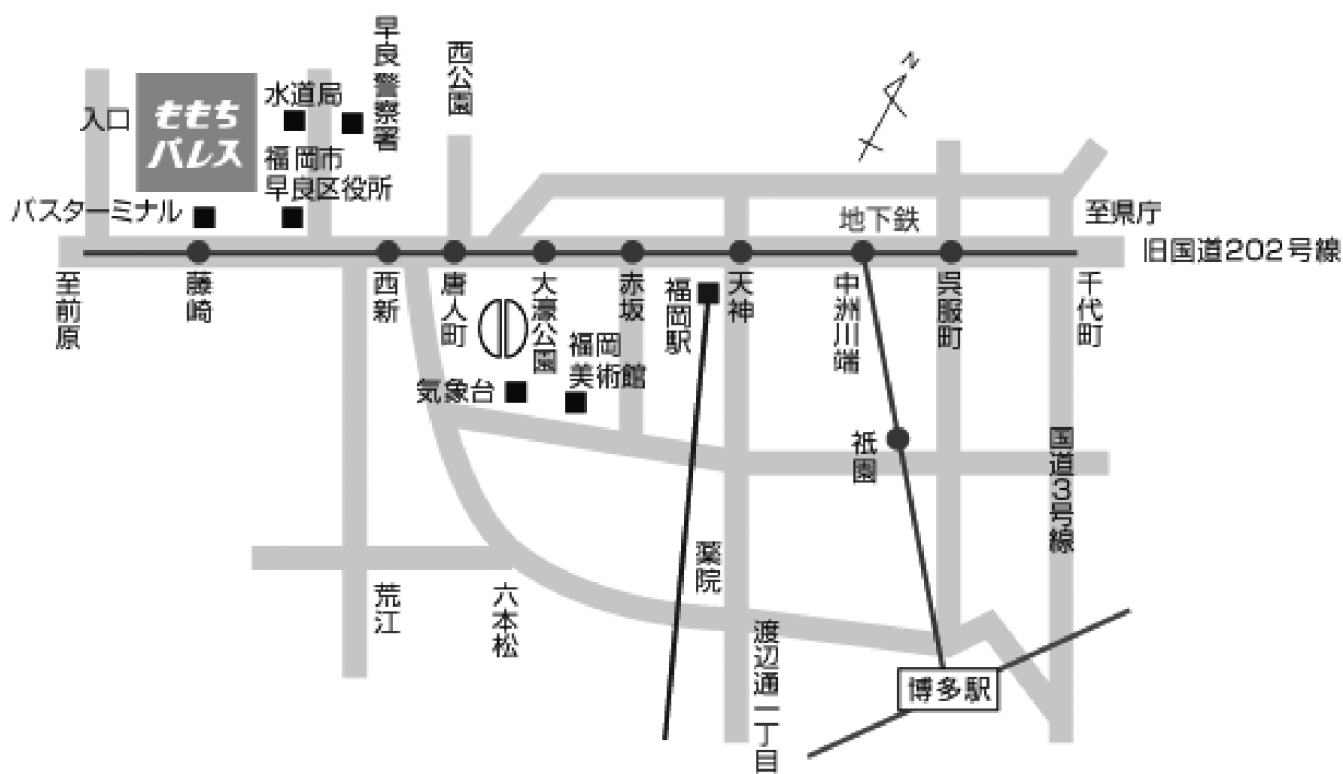 入口
ももち
パレス
水道局
早良警察署
福岡市
早良区役所
西公園
N
バスターミナル
地下鉄
至県庁
旧国道202号線
至前原
藤崎
西新
唐人町
大濠公園
赤坂
福岡駅
天神
中洲川端
呉服町
千代町
福岡
美術館
気象台
祇園
国道3号線
薬院
荒江
六本松
渡辺通一丁目
博多駅